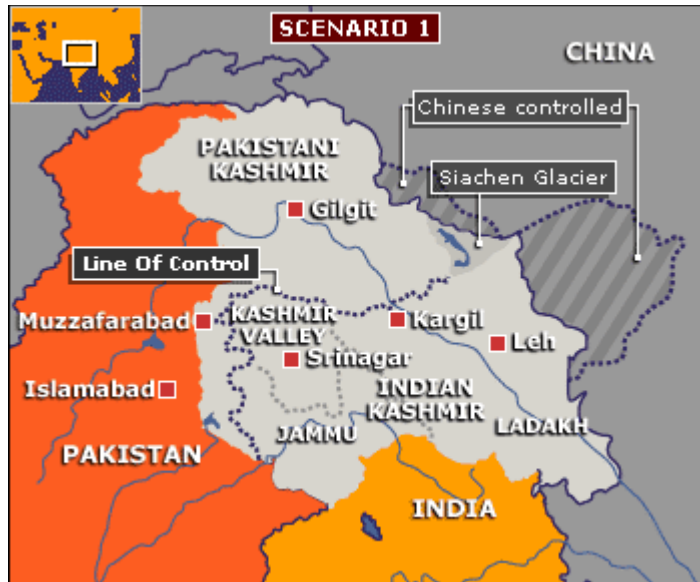 SCENARIO 1
CHINA
Chinese controlled
PAKISTANI
KASHMIR
Siachen Glacier
Gilgit
Line Of Control
Muzzafarabad
KASHMIR
VALLEY
Kargil
Leh
Srinagar
Islamabad
INDIAN
KASHMIR
LADAKH
JAMMU
PAKISTAN
INDIA